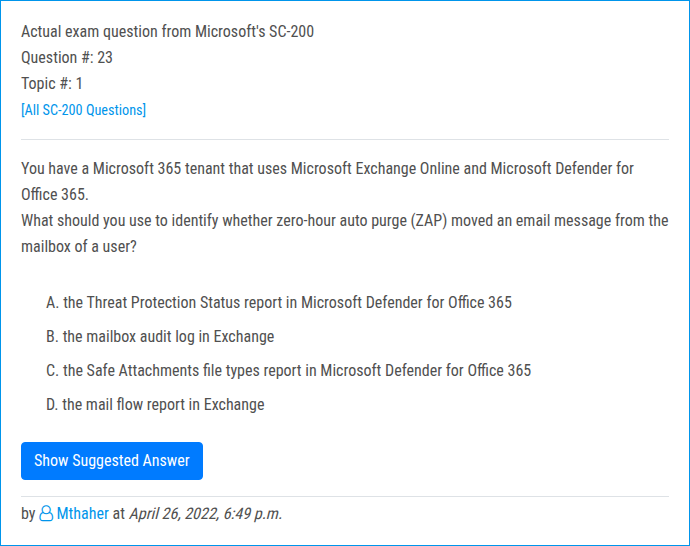 Actual exam question from Microsoft's SC-200
Question #: 23
Topic #: 1
[All SC-200 Questions]
You have a Microsoft 365 tenant that uses Microsoft Exchange Online and Microsoft Defender for
Office 365.
What should you use to identify whether zero-hour auto purge (ZAP) moved an email message from the
mailbox of a user?
A. the Threat Protection Status report in Microsoft Defender for Office 365
B. the mailbox audit log in Exchange
C. the Safe Attachments file types report in Microsoft Defender for Office 365
D. the mail flow report in Exchange
Show Suggested Answer
by Mthaher at April 26, 2022, 6:49 p.m.